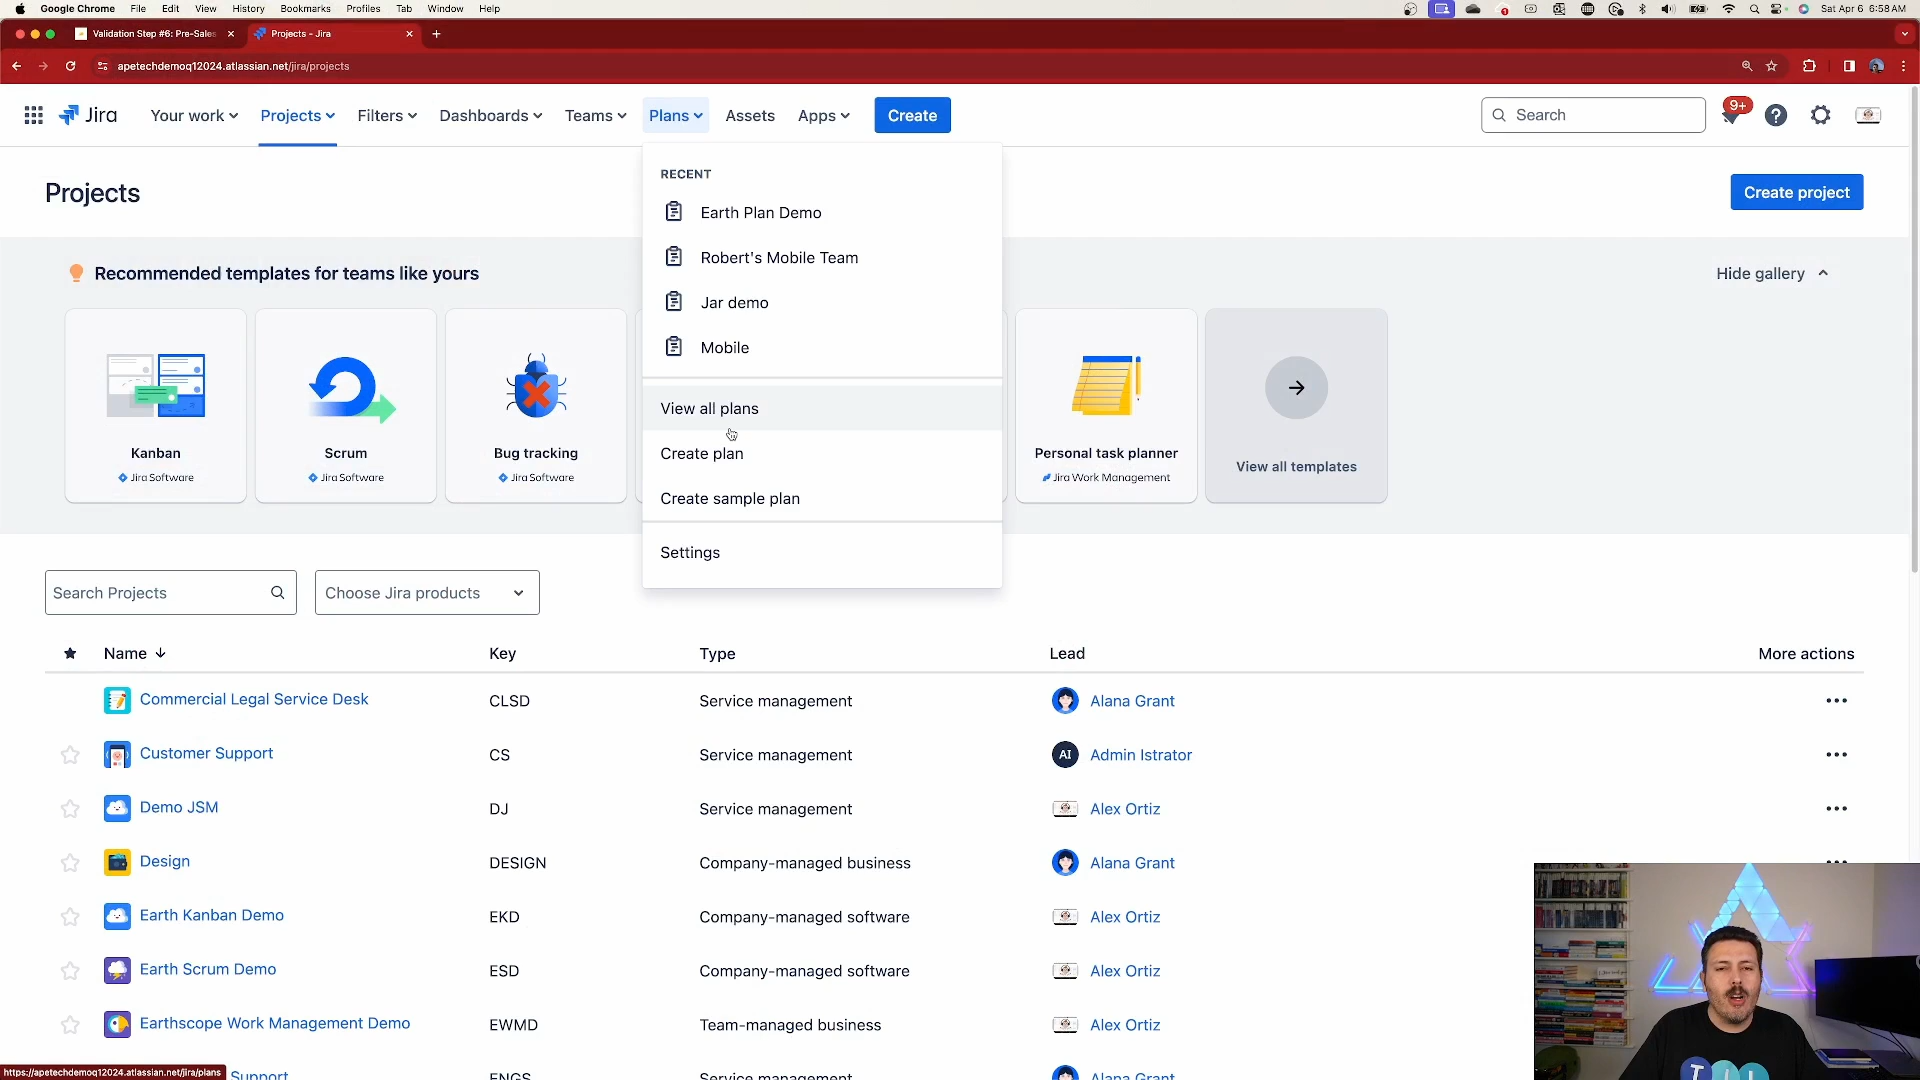 Google Chrome File Edit View History Bookmarks Profiles Tab Window Help Sat Apr 6 6:58 AM
Validation Step #6: Pre-Sales Projects - Jira
apetechdemoq12024.atlassian.net/jira/projects
Jira Your work Projects Filters Dashboards Teams Plans Assets Apps Create Search 9+
RECENT
Earth Plan Demo
Robert's Mobile Team
Jar demo
Mobile
View all plans
Create plan
Create sample plan
Settings
Projects Create project
Recommended templates for teams like yours Hide gallery
Kanban
Jira Software
Scrum
Jira Software
Bug tracking
Jira Software
Personal task planner
Jira Work Management
View all templates
Search Projects Choose Jira products
Name Key Type Lead More actions
Commercial Legal Service Desk CLSD Service management Alana Grant
Customer Support CS Service management AI Admin Istrator
Demo JSM DJ Service management Alex Ortiz
Design DESIGN Company-managed business Alana Grant
Earth Kanban Demo EKD Company-managed software Alex Ortiz
Earth Scrum Demo ESD Company-managed software Alex Ortiz
Earthscope Work Management Demo EWMD Team-managed business Alex Ortiz
Support ENGS Service management Alana Grant
https://apetechdemoq12024.atlassian.net/jira/plans